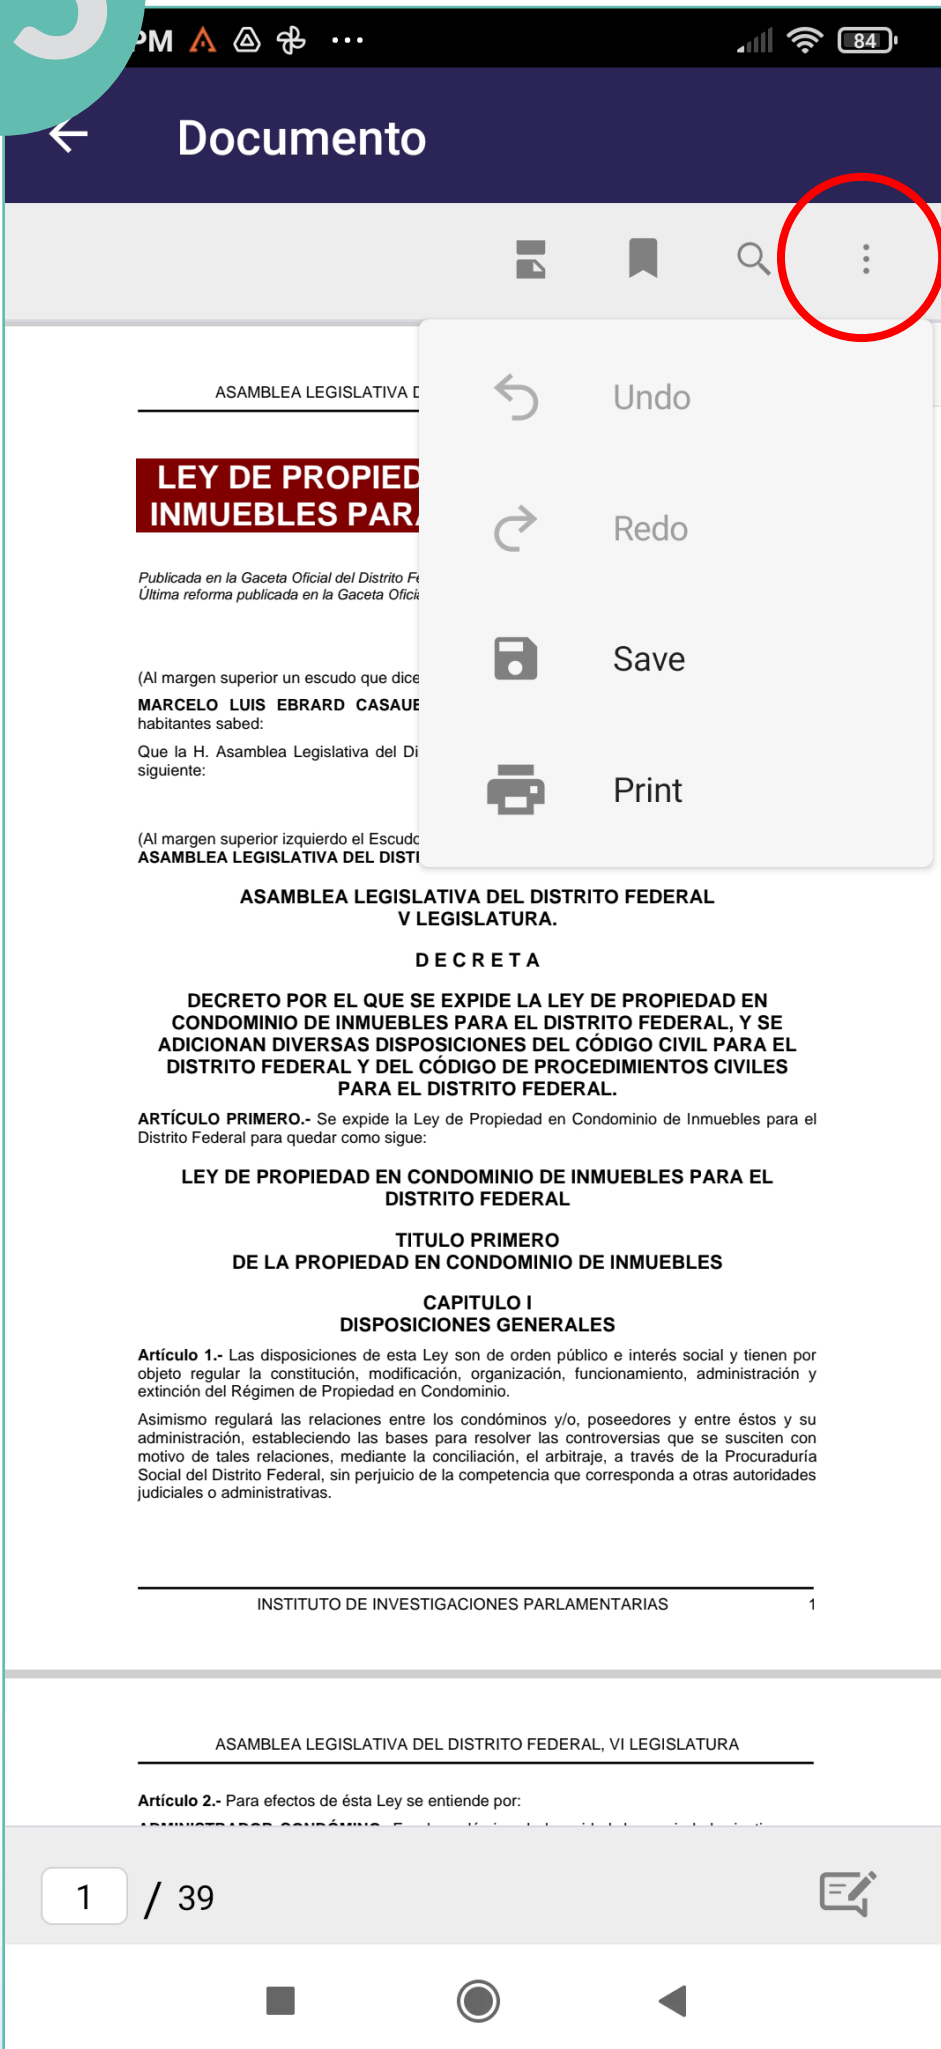 PM
84
Documento
Undo
Redo
Save
Print
ASAMBLEA LEGISLATIVA
LEY DE
INMUEBLES
Publicada en la Gaceta Oficial del Distrito
Última reforma publicada en la Gaceta
(Al margen superior un escudo que dice
MARCELO LUIS EBRARD
habitantes sabed:
Que la H. Asamblea Legislativa del
siguiente:
(Al margen superior izquierdo el Escudo
ASAMBLEA LEGISLATIVA DEL
ASAMBLEA LEGISLATIVA DEL DISTRITO FEDERAL
V LEGISLATURA.
D E C R E T A
DECRETO POR EL QUE SE EXPIDE LA LEY DE PROPIEDAD EN
CONDOMINIO DE INMUEBLES PARA EL DISTRITO FEDERAL, Y SE
ADICIONAN DIVERSAS DISPOSICIONES DEL CÓDIGO CIVIL PARA EL
DISTRITO FEDERAL Y DEL CÓDIGO DE PROCEDIMIENTOS CIVILES
PARA EL DISTRITO FEDERAL.
ARTÍCULO PRIMERO.- Se expide la Ley de Propiedad en Condominio de Inmuebles para el
Distrito Federal para quedar como sigue:
LEY DE PROPIEDAD EN CONDOMINIO DE INMUEBLES PARA EL
DISTRITO FEDERAL
TITULO PRIMERO
DE LA PROPIEDAD EN CONDOMINIO DE INMUEBLES
CAPITULO I
DISPOSICIONES GENERALES
Artículo 1.- Las disposiciones de esta Ley son de orden público e interés social y tienen por
objeto regular la constitución, modificación, organización, funcionamiento, administración y
extinción del Régimen de Propiedad en Condominio.
Asimismo regulará las relaciones entre los condóminos y/o, poseedores y entre éstos y su
administración, estableciendo las bases para resolver las controversias que se susciten con
motivo de tales relaciones, mediante la conciliación, el arbitraje, a través de la Procuraduría
Social del Distrito Federal, sin perjuicio de la competencia que corresponda a otras autoridades
judiciales o administrativas.
INSTITUTO DE INVESTIGACIONES PARLAMENTARIAS 1
ASAMBLEA LEGISLATIVA DEL DISTRITO FEDERAL, VI LEGISLATURA
Artículo 2.- Para efectos de ésta Ley se entiende por:
1 / 39